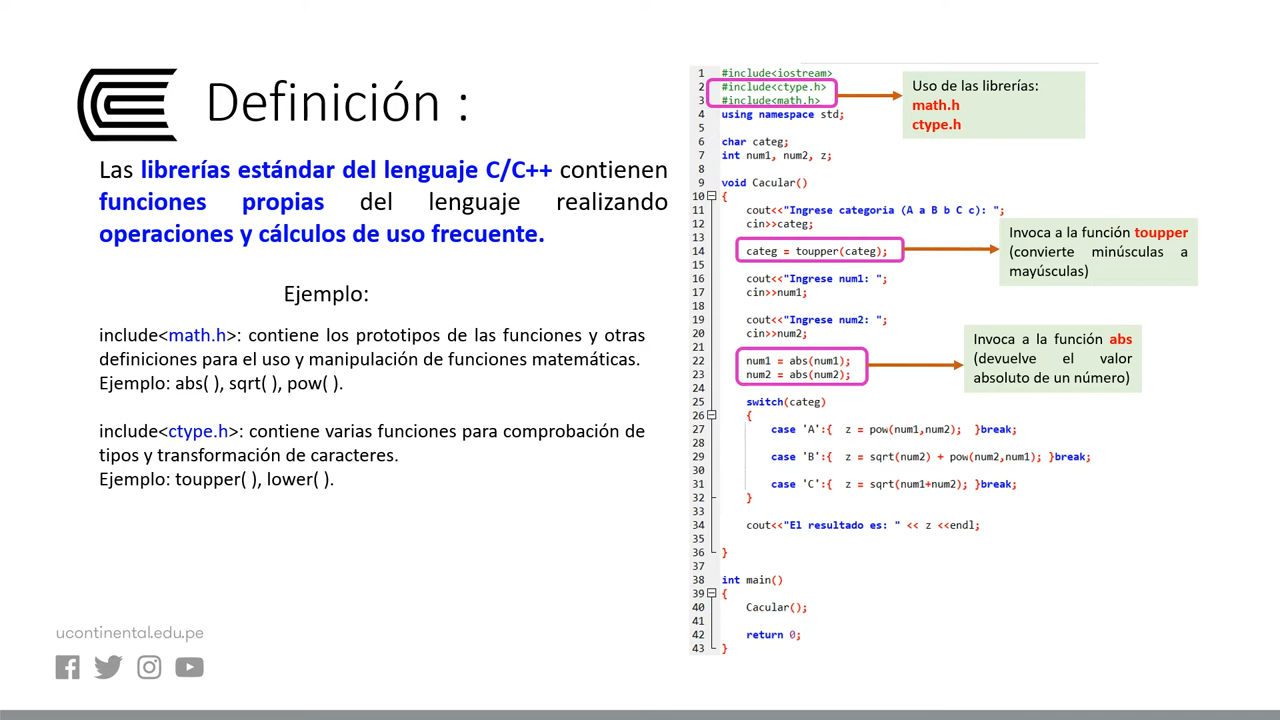 Definición :
Las librerías estándar del lenguaje C/C++ contienen
funciones propias del lenguaje realizando
operaciones y cálculos de uso frecuente.
Ejemplo:
include<math.h>: contiene los prototipos de las funciones y otras
definiciones para el uso y manipulación de funciones matemáticas.
Ejemplo: abs( ), sqrt( ), pow( ).
include<ctype.h>: contiene varias funciones para comprobación de
tipos y transformación de caracteres.
Ejemplo: toupper( ), lower( ).
ucontinental.edu.pe
1 #include<iostream>
2 #include<ctype.h>
3 #include<math.h>
4 using namespace std;
5
6 char categ;
7 int num1, num2, z;
8
9 void Cacular()
10 {
11 cout<<"Ingrese categoria (A a B b C c): ";
12 cin>>categ;
13
14 categ = toupper(categ);
15
16 cout<<"Ingrese num1: ";
17 cin>>num1;
18
19 cout<<"Ingrese num2: ";
20 cin>>num2;
21
22 num1 = abs(num1);
23 num2 = abs(num2);
24
25 switch(categ)
26 {
27 case 'A':{ z = pow(num1,num2); }break;
28
29 case 'B':{ z = sqrt(num2) + pow(num2,num1); }break;
30
31 case 'C':{ z = sqrt(num1+num2); }break;
32 }
33
34 cout<<"El resultado es: " << z <<endl;
35
36 }
37
38 int main()
39 {
40 Cacular();
41
42 return 0;
43 }
Uso de las librerías:
math.h
ctype.h
Invoca a la función toupper
(convierte minúsculas a
mayúsculas)
Invoca a la función abs
(devuelve el valor
absoluto de un número)